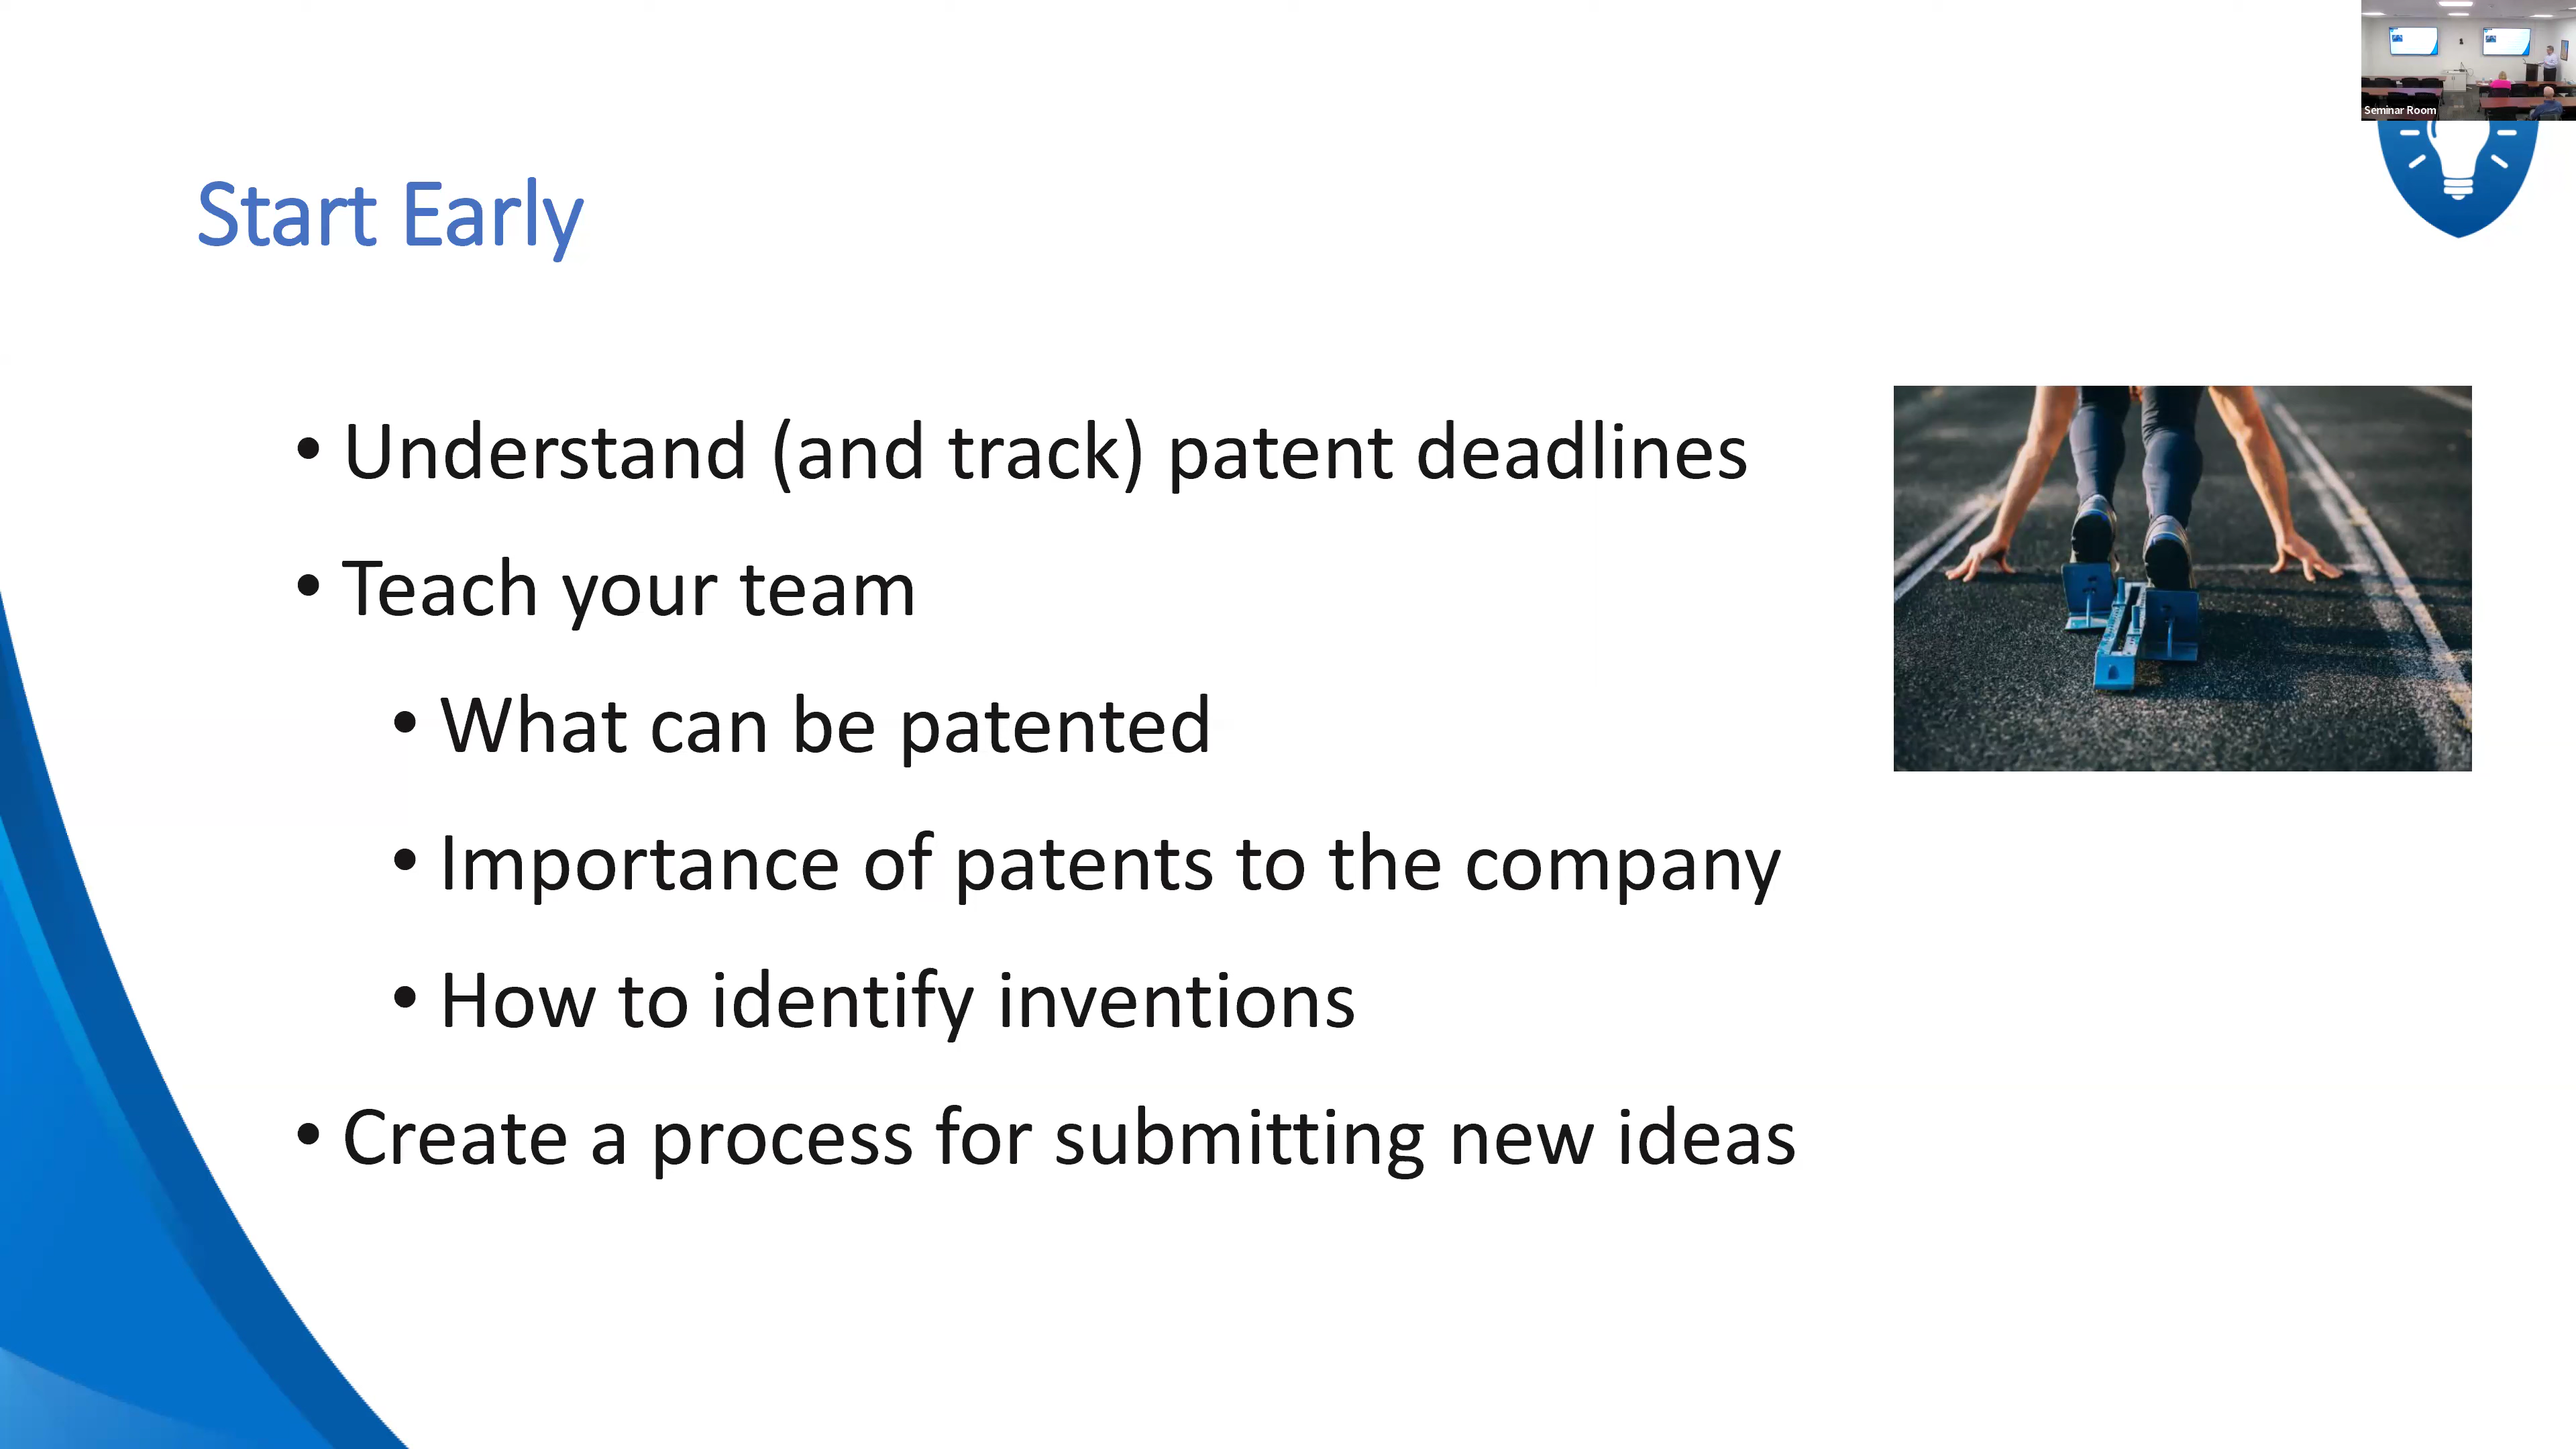 Seminar Room
Start Early
• Understand (and track) patent deadlines
• Teach your team
• What can be patented
• Importance of patents to the company
• How to identify inventions
• Create a process for submitting new ideas